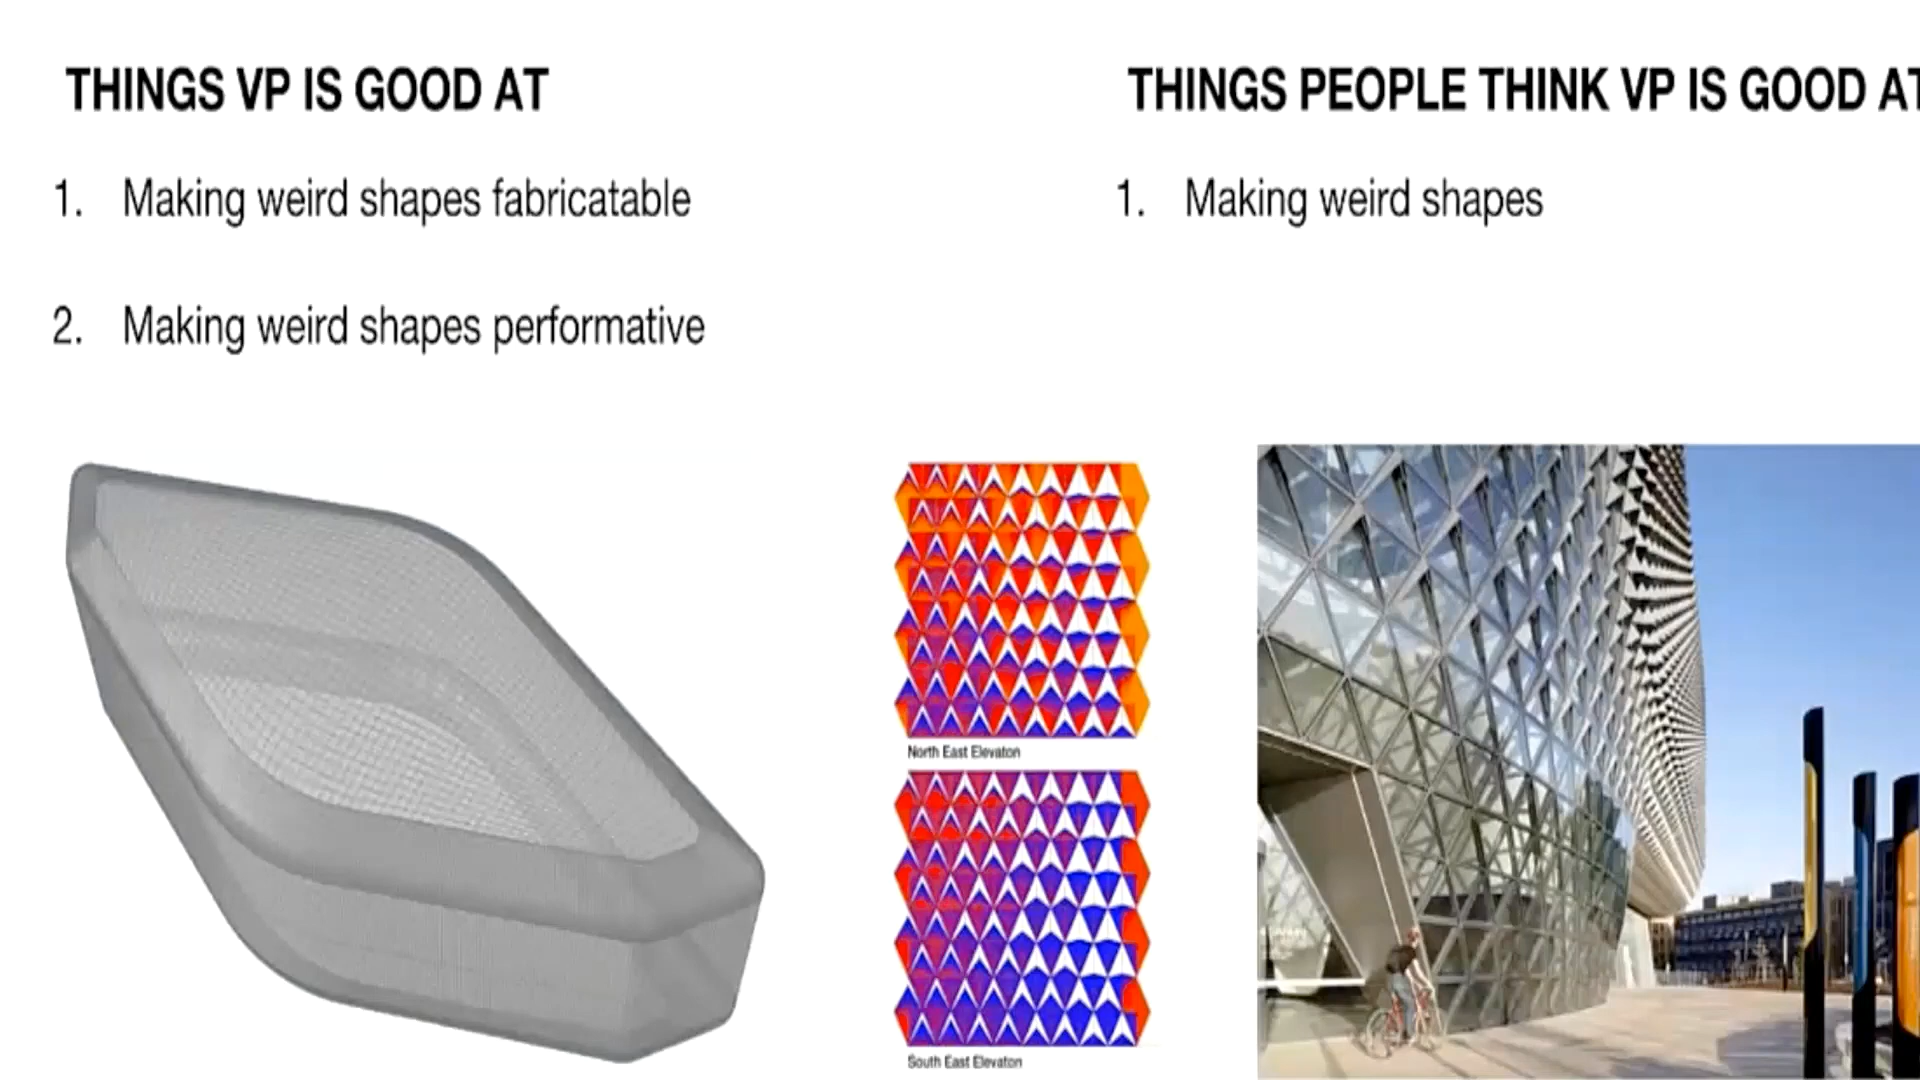 THINGS VP IS GOOD AT
1. Making weird shapes fabricatable
2. Making weird shapes performative
THINGS PEOPLE THINK VP IS GOOD AT
1. Making weird shapes
North East Elevaton
South East Elevaton